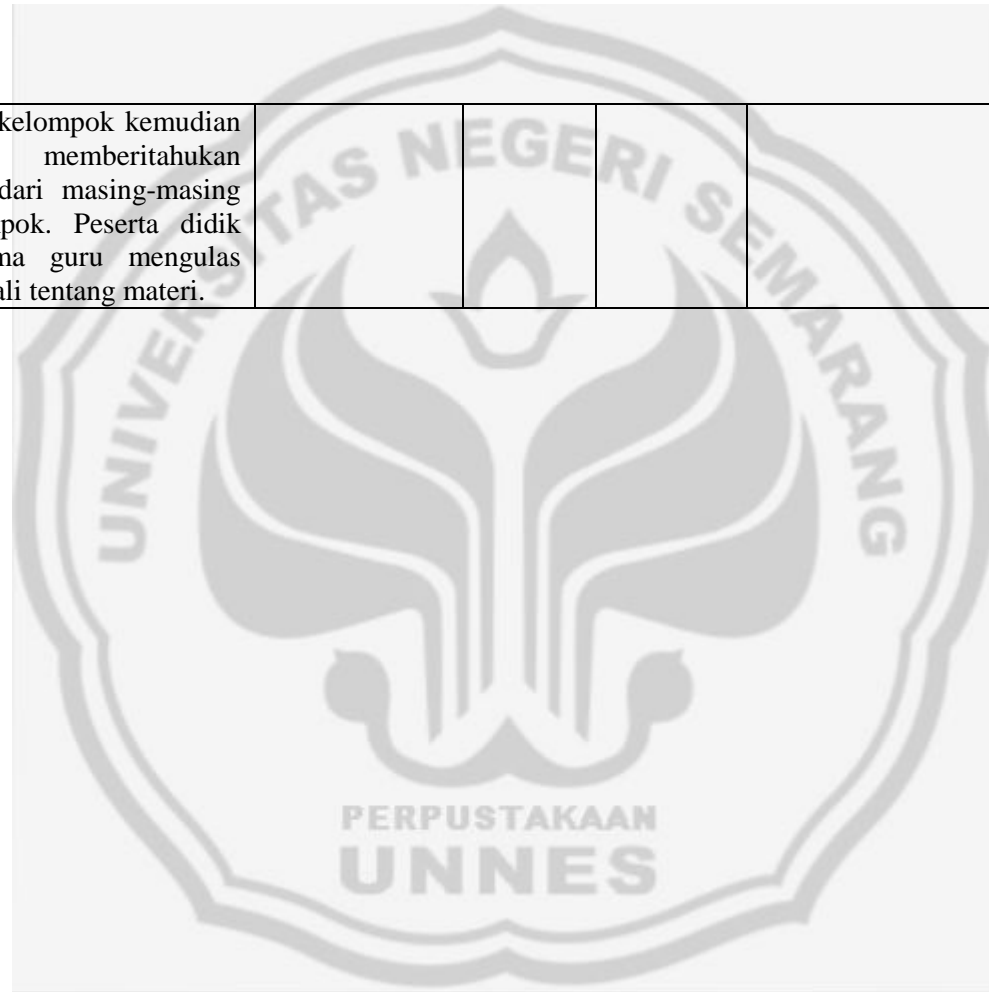 kelompok kemudian
memberitahukan
dari masing-masing
pok. Peserta didik
ma guru mengulas
ali tentang materi.
UNIVERSITAS NEGERI SEMARANG
PERPUSTAKAAN
UNNES